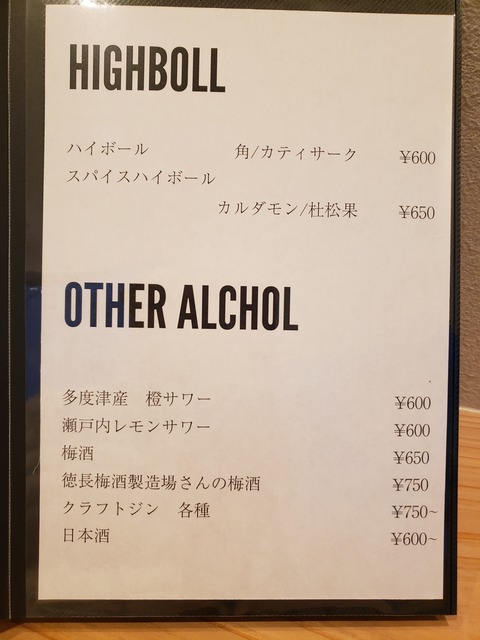 HIGHBOLL
ハイボール 角/カティサーク ¥600
スパイスハイボール
カルダモン/杜松果 ¥650
OTHER ALCHOL
多度津産 橙サワー ¥600
瀬戸内レモンサワー ¥600
梅酒 ¥650
徳長梅酒製造場さんの梅酒 ¥750
クラフトジン 各種 ¥750~
日本酒 ¥600~